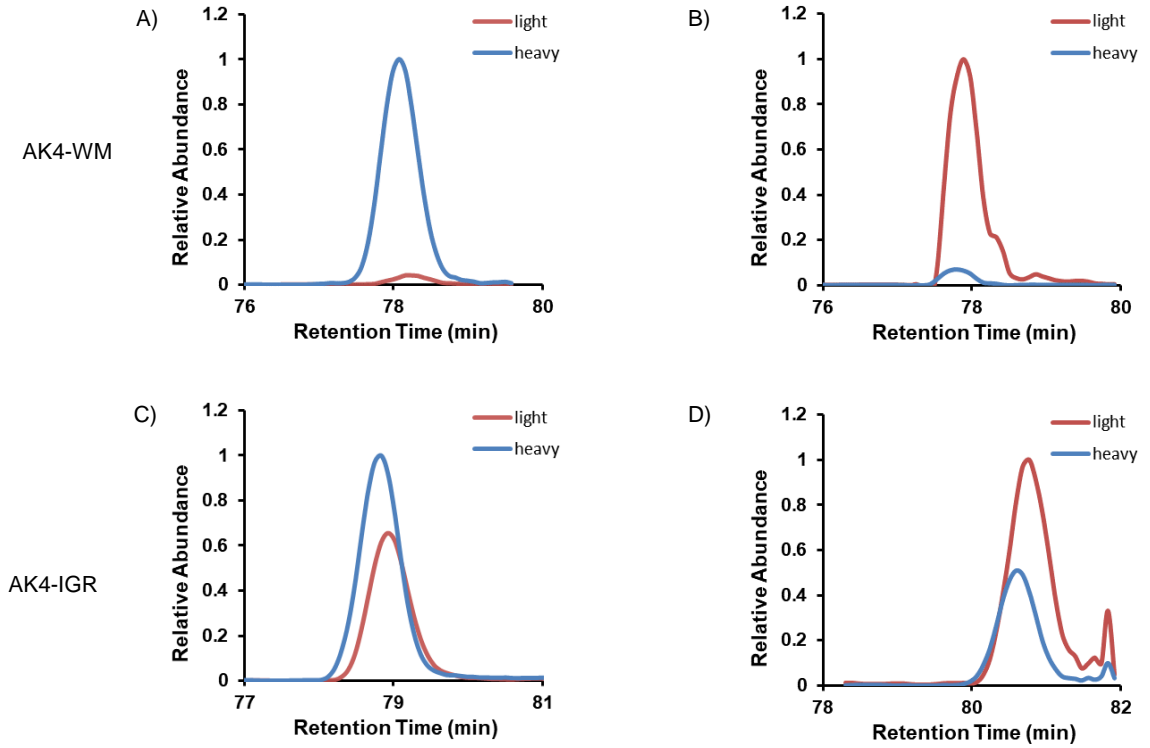 A)
1.2
1
0.8
0.6
0.4
0.2
0
Relative Abundance
light
heavy
76
78
80
Retention Time (min)
B)
1.2
1
0.8
0.6
0.4
0.2
0
Relative Abundance
light
heavy
76
78
80
Retention Time (min)
AK4-WM
C)
1.2
1
0.8
0.6
0.4
0.2
0
Relative Abundance
light
heavy
77
79
81
Retention Time (min)
D)
1.2
1
0.8
0.6
0.4
0.2
0
Relative Abundance
light
heavy
78
80
82
Retention Time (min)
AK4-IGR